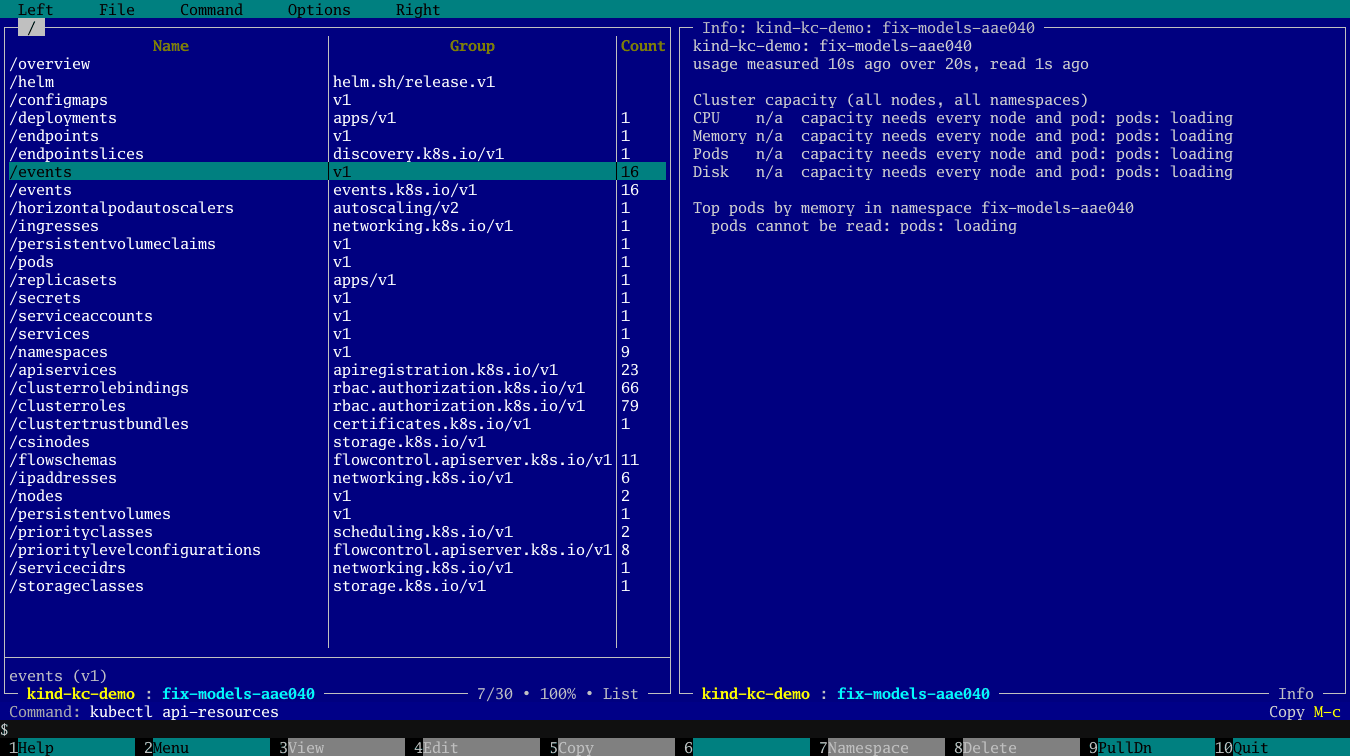 Left File Command Options Right
/
Name Group Count
/overview
/helm helm.sh/release.v1
/configmaps v1
/deployments apps/v1 1
/endpoints v1 1
/endpointslices discovery.k8s.io/v1 1
/events v1 16
/events events.k8s.io/v1 16
/horizontalpodautoscalers autoscaling/v2 1
/ingresses networking.k8s.io/v1 1
/persistentvolumeclaims v1 1
/pods v1 1
/replicasets apps/v1 1
/secrets v1 1
/serviceaccounts v1 1
/services v1 1
/namespaces v1 9
/apiservices apiregistration.k8s.io/v1 23
/clusterrolebindings rbac.authorization.k8s.io/v1 66
/clusterroles rbac.authorization.k8s.io/v1 79
/clustertrustbundles certificates.k8s.io/v1 1
/csinodes storage.k8s.io/v1
/flowschemas flowcontrol.apiserver.k8s.io/v1 11
/ipaddresses networking.k8s.io/v1 6
/nodes v1 2
/persistentvolumes v1 1
/priorityclasses scheduling.k8s.io/v1 2
/prioritylevelconfigurations flowcontrol.apiserver.k8s.io/v1 8
/servicecidrs networking.k8s.io/v1 1
/storageclasses storage.k8s.io/v1 1
events (v1)
kind-kc-demo : fix-models-aae040 7/30 • 100% • List
Info: kind-kc-demo: fix-models-aae040
kind-kc-demo: fix-models-aae040
usage measured 10s ago over 20s, read 1s ago
Cluster capacity (all nodes, all namespaces)
CPU n/a capacity needs every node and pod: pods: loading
Memory n/a capacity needs every node and pod: pods: loading
Pods n/a capacity needs every node and pod: pods: loading
Disk n/a capacity needs every node and pod: pods: loading
Top pods by memory in namespace fix-models-aae040
pods cannot be read: pods: loading
kind-kc-demo : fix-models-aae040 Info
Command: kubectl api-resources Copy M-c
$
1Help 2Menu 3View 4Edit 5Copy 6 7Namespace 8Delete 9PullDn 10Quit